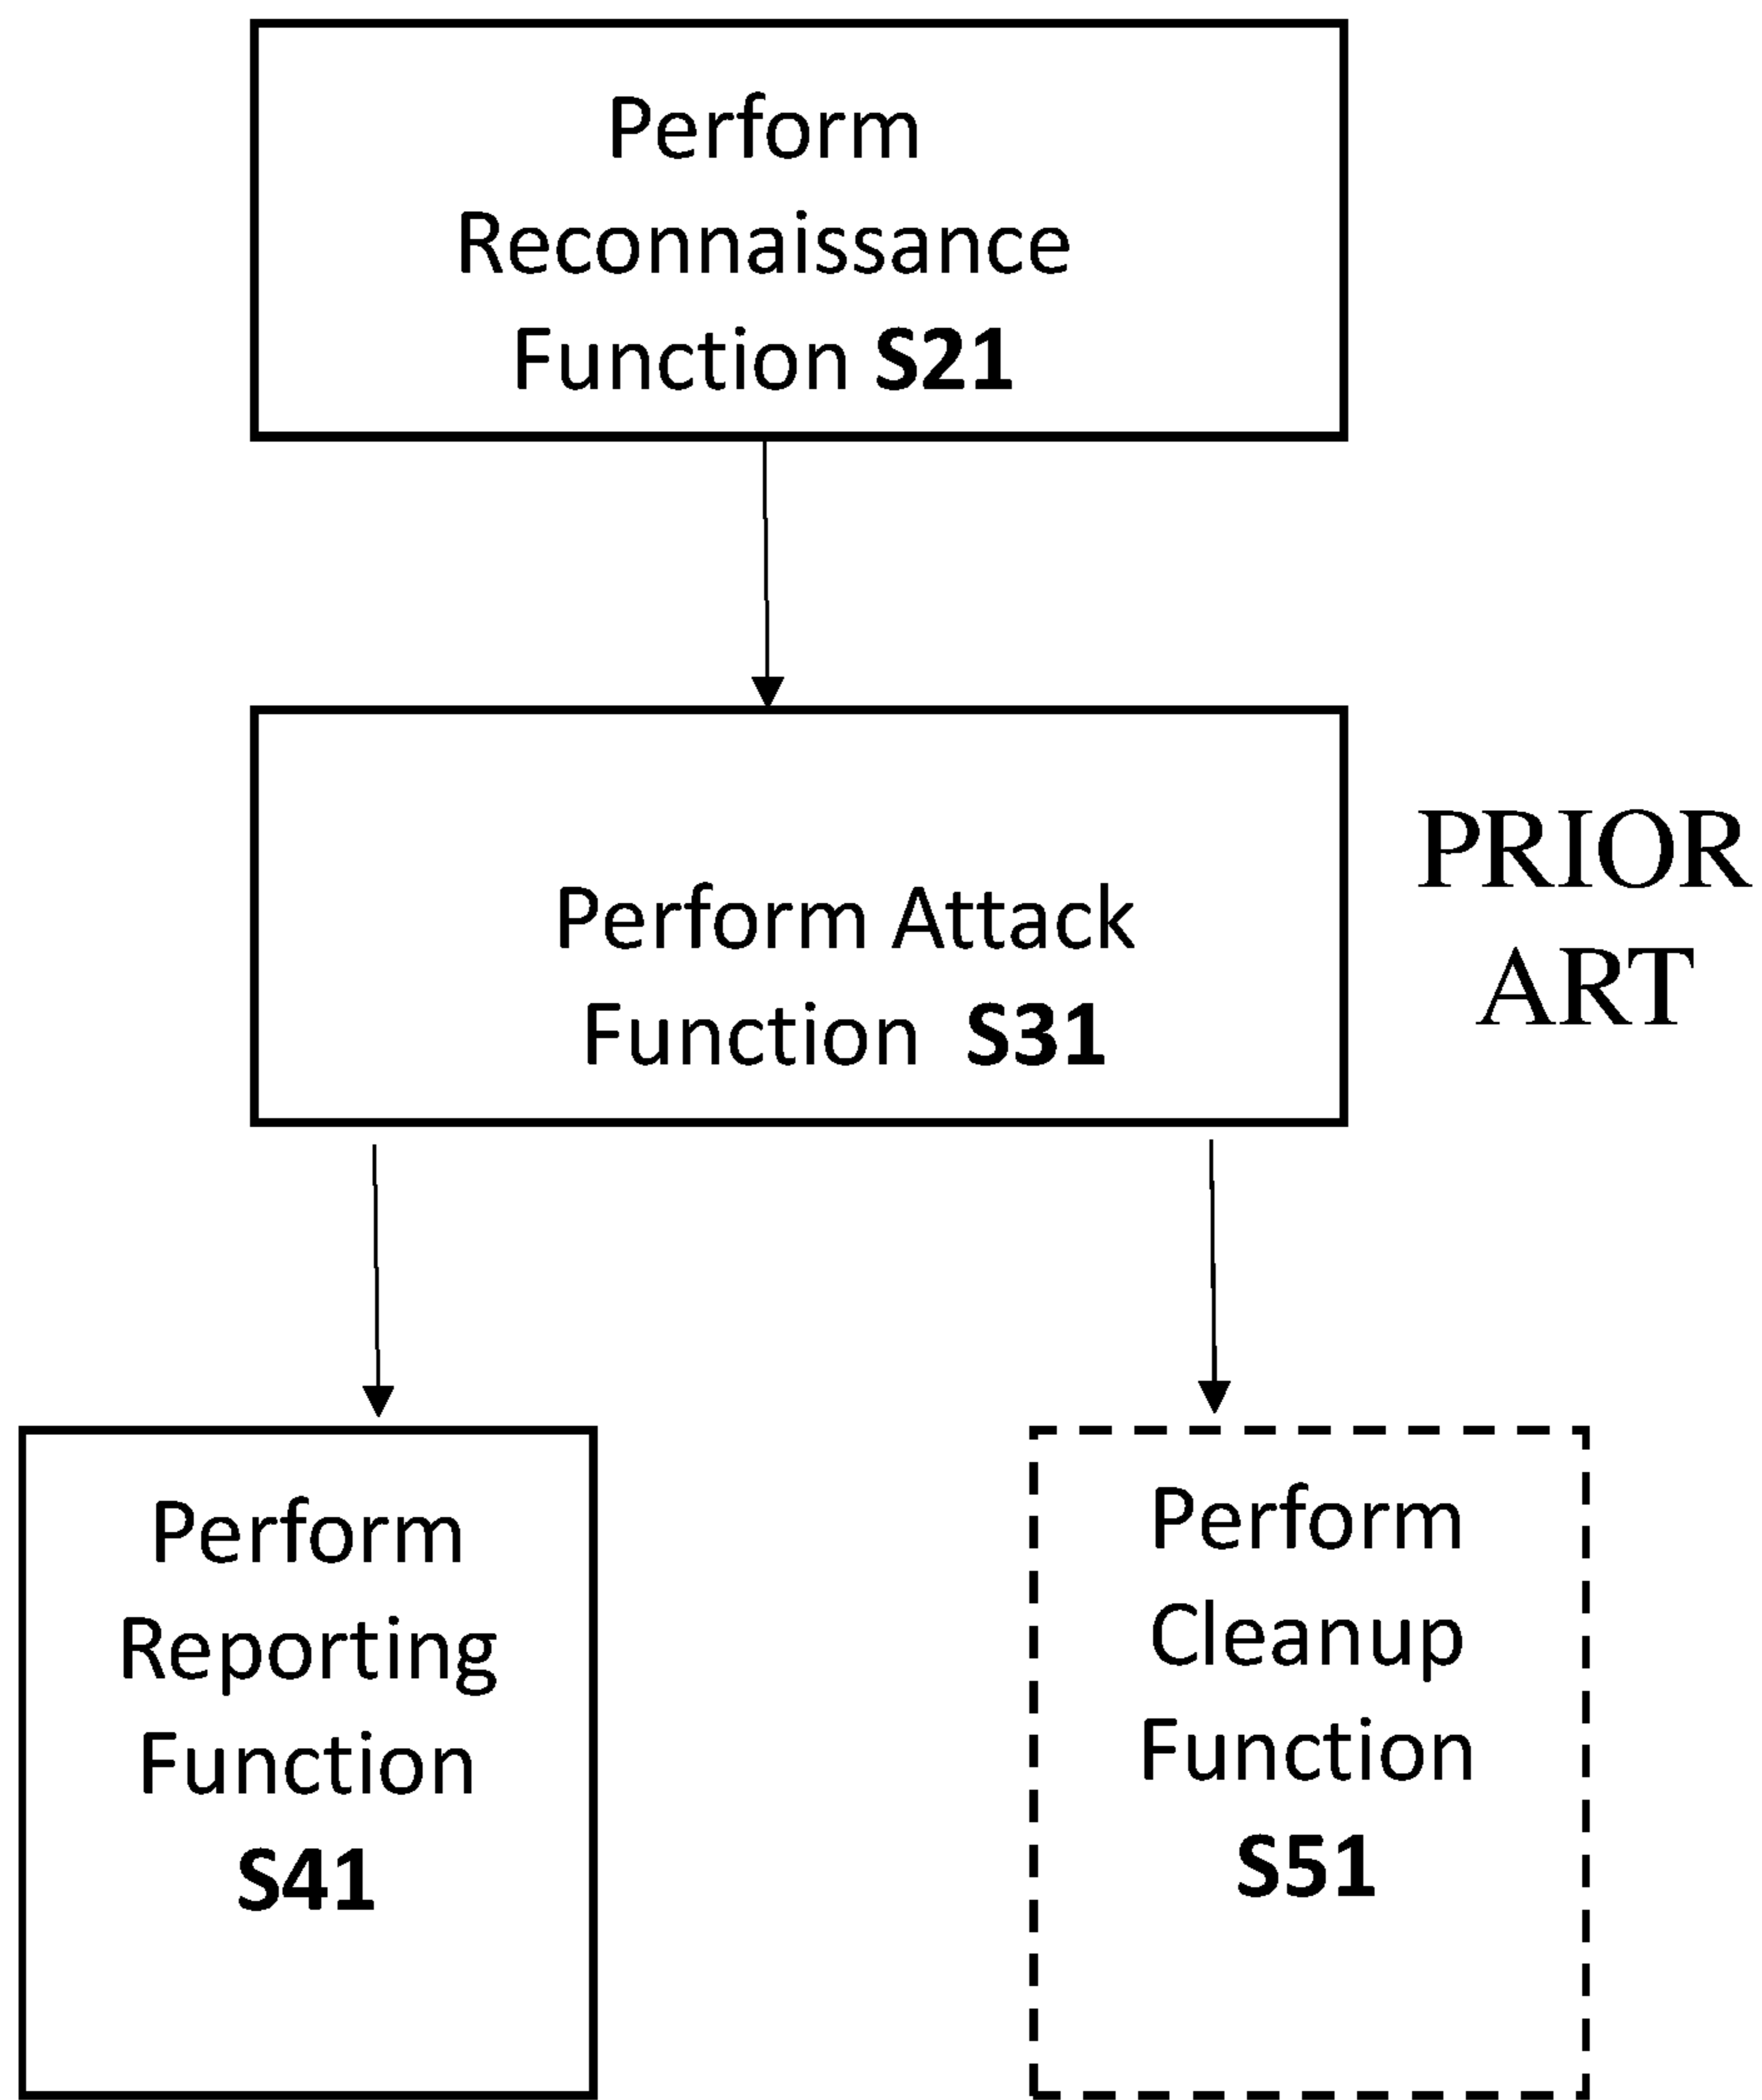 Perform
Reconnaissance
Function S21
Perform Attack
Function S31
PRIOR
ART
Perform
Reporting
Function
S41
Perform
Cleanup
Function
S51